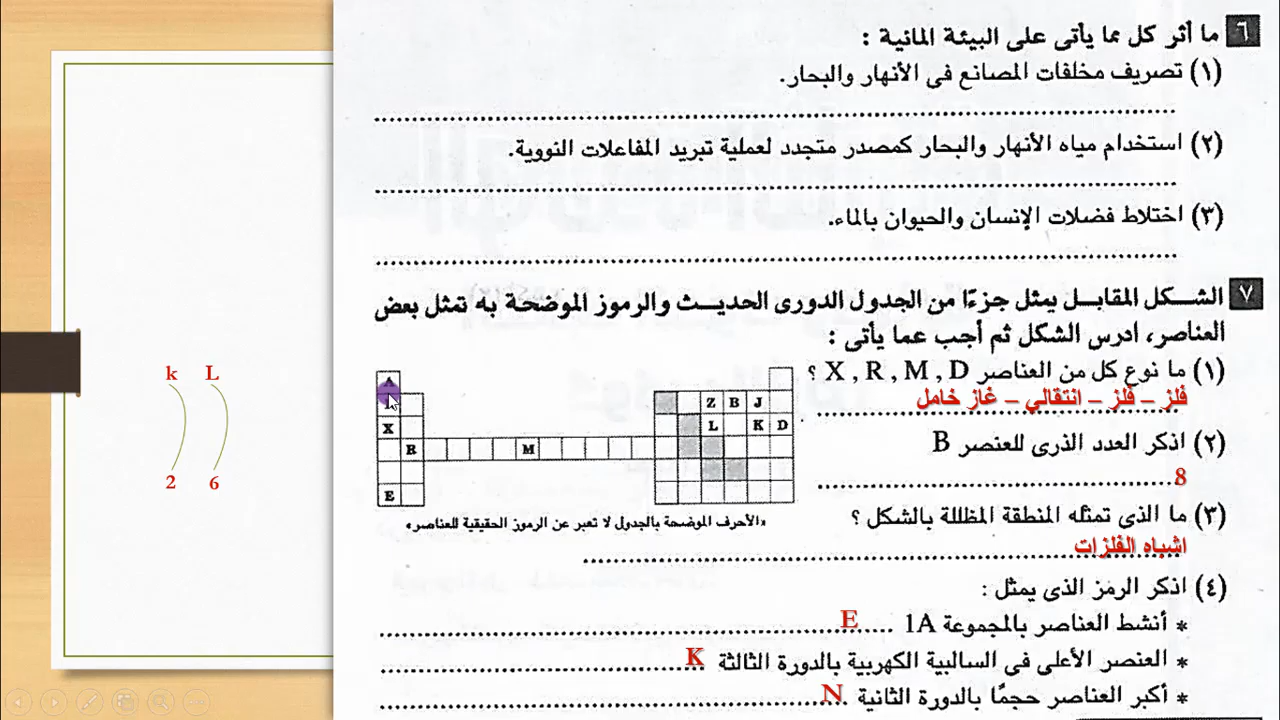 ٦ ما أثر كل مما يأتى على البيئة المائية :
(١) تصريف مخلفات المصانع فى الأنهار والبحار.
(٢) استخدام مياه الأنهار والبحار كمصدر متجدد لعملية تبريد المفاعلات النووية.
(٣) اختلاط فضلات الإنسان والحيوان بالماء.
٧ الشكل المقابل يمثل جزءًا من الجدول الدورى الحديث والرموز الموضحة به تمثل بعض
العناصر، ادرس الشكل ثم أجب عما يأتى :
(١) ما نوع كل من العناصر X , R , M , D ؟
فلز – فلز – انتقالي – غاز خامل
(٢) اذكر العدد الذرى للعنصر B
8
(٣) ما الذى تمثله المنطقة المظللة بالشكل ؟
اشباه الفلزات
(٤) اذكر الرمز الذى يمثل :
* أنشط العناصر بالمجموعة 1A E
* العنصر الأعلى فى السالبية الكهربية بالدورة الثالثة K
* أكبر العناصر حجمًا بالدورة الثانية N
A
Z B J
X L K D
R M
E
«الأحرف الموضحة بالجدول لا تعبر عن الرموز الحقيقية للعناصر»
k L
2 6